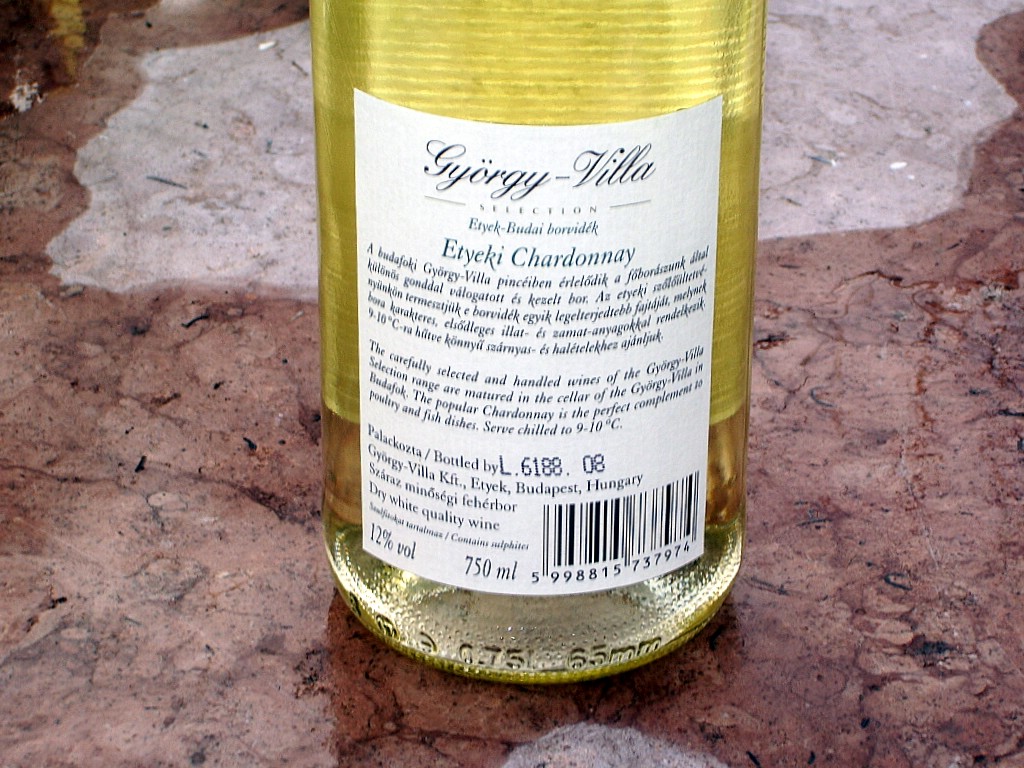 György-Villa
SELECTION
Etyek-Budai borvidék
Etyeki Chardonnay
A budafoki György-Villa pincéiben érlelődik a főborászunk által
különös gonddal válogatott és kezelt bor. Az etyeki szőlőültetvé-
nyünkön termesztjük e borvidék egyik legelterjedtebb fajtáját, melynek
bora karakteres, elsődleges illat- és zamat-anyagokkal rendelkezik.
9-10 °C-ra hűtve könnyű szárnyas- és halételekhez ajánljuk.
The carefully selected and handled wines of the György-Villa
Selection range are matured in the cellar of the György-Villa in
Budafok. The popular Chardonnay is the perfect complement to
poultry and fish dishes. Serve chilled to 9-10 °C.
Palackozta / Bottled by L.6188. 08
György-Villa Kft., Etyek, Budapest, Hungary
Száraz minőségi fehérbor
Dry white quality wine
Szulfitokat tartalmaz / Contains sulphites
12% vol
750 ml
5 998815 737974
0.75L 65mm